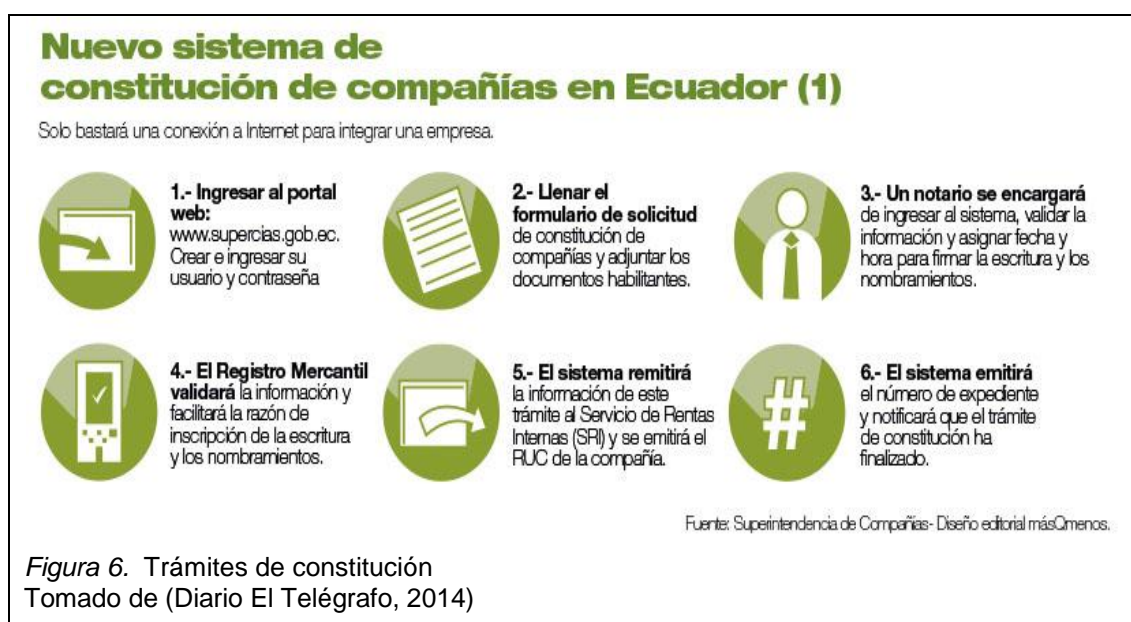 Nuevo sistema de
constitución de compañías en Ecuador (1)
Solo bastará una conexión a Internet para integrar una empresa.
1.- Ingresar al portal
web:
www.supercias.gob.ec.
Crear e ingresar su
usuario y contraseña
2.- Llenar el
formulario de solicitud
de constitución de
compañías y adjuntar los
documentos habilitantes.
3.- Un notario se encargará
de ingresar al sistema, validar la
información y asignar fecha y
hora para firmar la escritura y los
nombramientos.
4.- El Registro Mercantil
validará la información y
facilitará la razón de
inscripción de la escritura
y los nombramientos.
5.- El sistema remitirá
la información de este
trámite al Servicio de Rentas
Internas (SRI) y se emitirá el
RUC de la compañía.
#
6.- El sistema emitirá
el número de expediente
y notificará que el trámite
de constitución ha
finalizado.
Fuente: Superintendencia de Compañías- Diseño editorial másQmenos.
Figura 6. Trámites de constitución
Tomado de (Diario El Telégrafo, 2014)